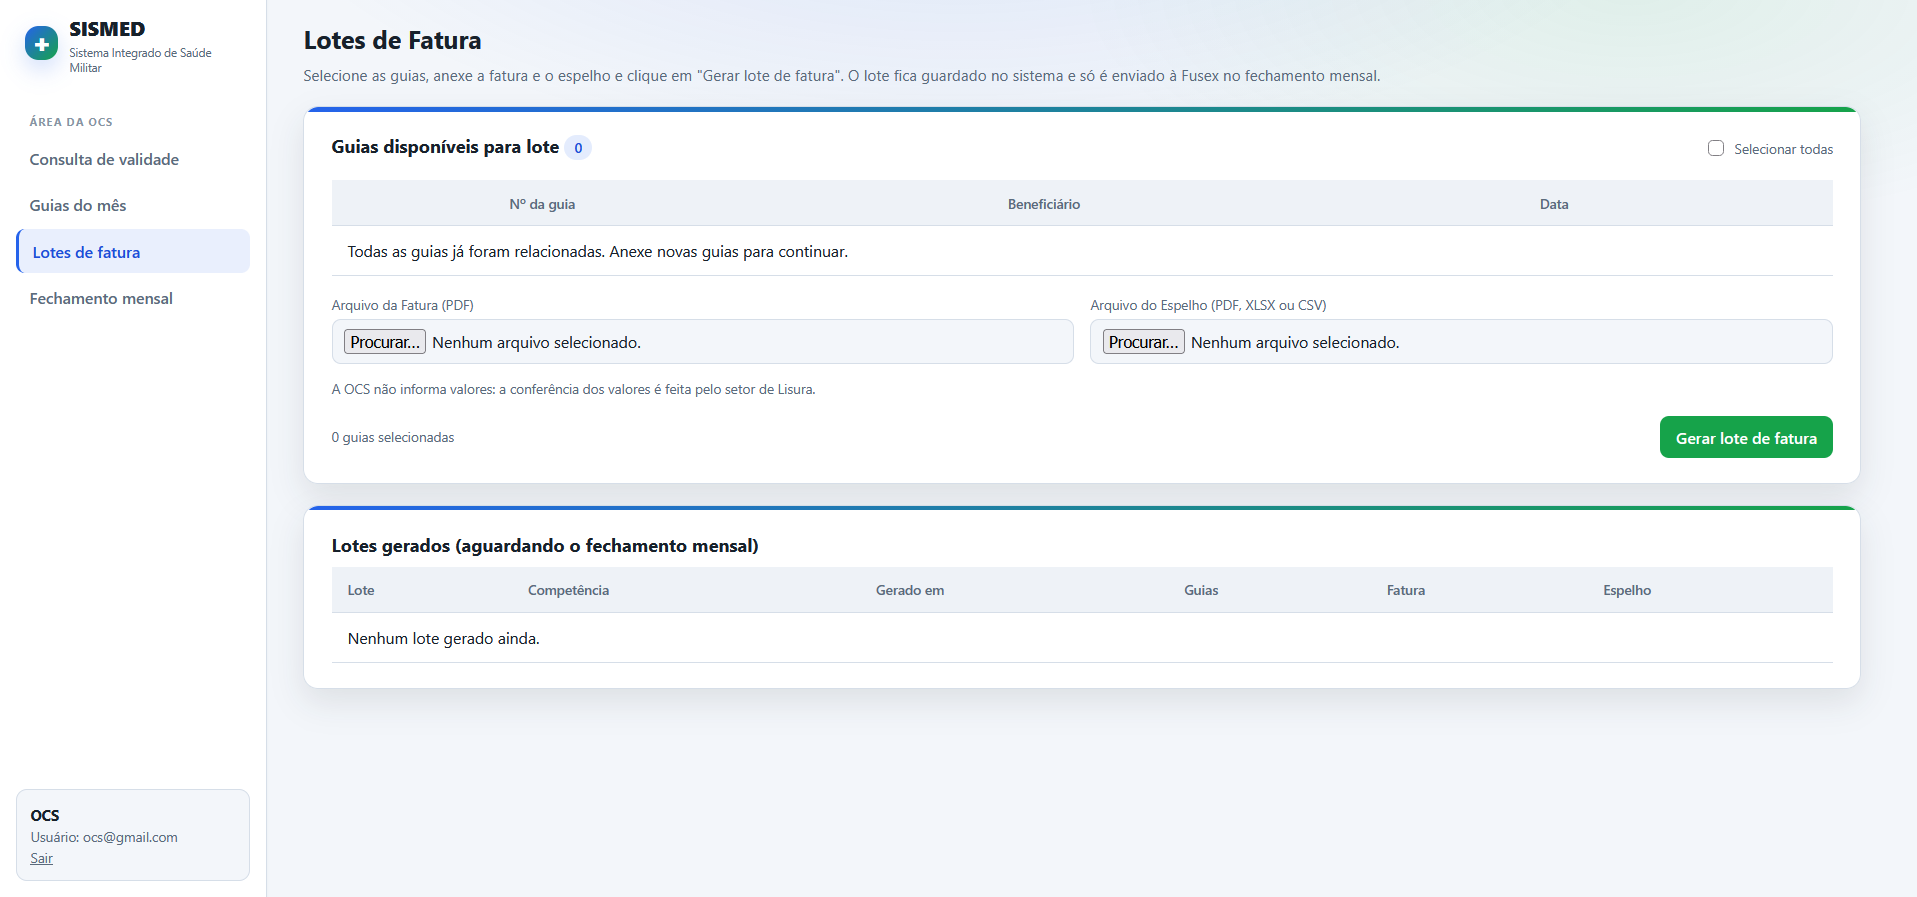 SISMED
Sistema Integrado de Saúde
Militar
ÁREA DA OCS
Consulta de validade
Guias do mês
Lotes de fatura
Fechamento mensal
OCS
Usuário: ocs@gmail.com
Sair
Lotes de Fatura
Selecione as guias, anexe a fatura e o espelho e clique em "Gerar lote de fatura". O lote fica guardado no sistema e só é enviado à Fusex no fechamento mensal.
Guias disponíveis para lote 0
Selecionar todas
Nº da guia Beneficiário Data
Todas as guias já foram relacionadas. Anexe novas guias para continuar.
Arquivo da Fatura (PDF)
Procurar... Nenhum arquivo selecionado.
Arquivo do Espelho (PDF, XLSX ou CSV)
Procurar... Nenhum arquivo selecionado.
A OCS não informa valores: a conferência dos valores é feita pelo setor de Lisura.
0 guias selecionadas
Gerar lote de fatura
Lotes gerados (aguardando o fechamento mensal)
Lote Competência Gerado em Guias Fatura Espelho
Nenhum lote gerado ainda.